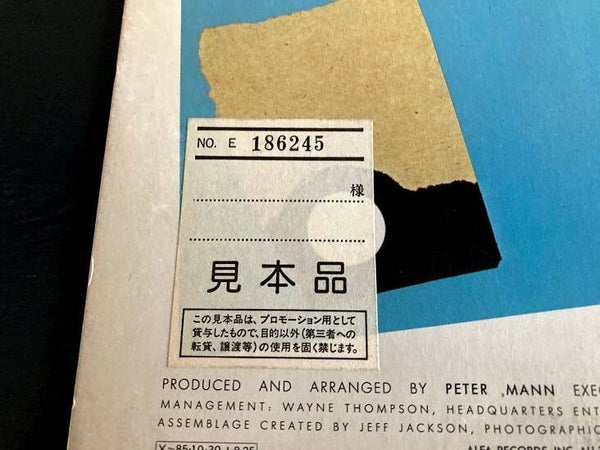 NO. E 186245
様
見本品
この見本品は、プロモーション用として
貸与したもので、目的以外(第三者への
転貸、譲渡等)の使用を固く禁じます。
PRODUCED AND ARRANGED BY PETER MANN
MANAGEMENT: WAYNE THOMPSON, HEADQUARTERS
ASSEMBLAGE CREATED BY JEFF JACKSON,
X-85·10·30
ALFA RECORDS INC.